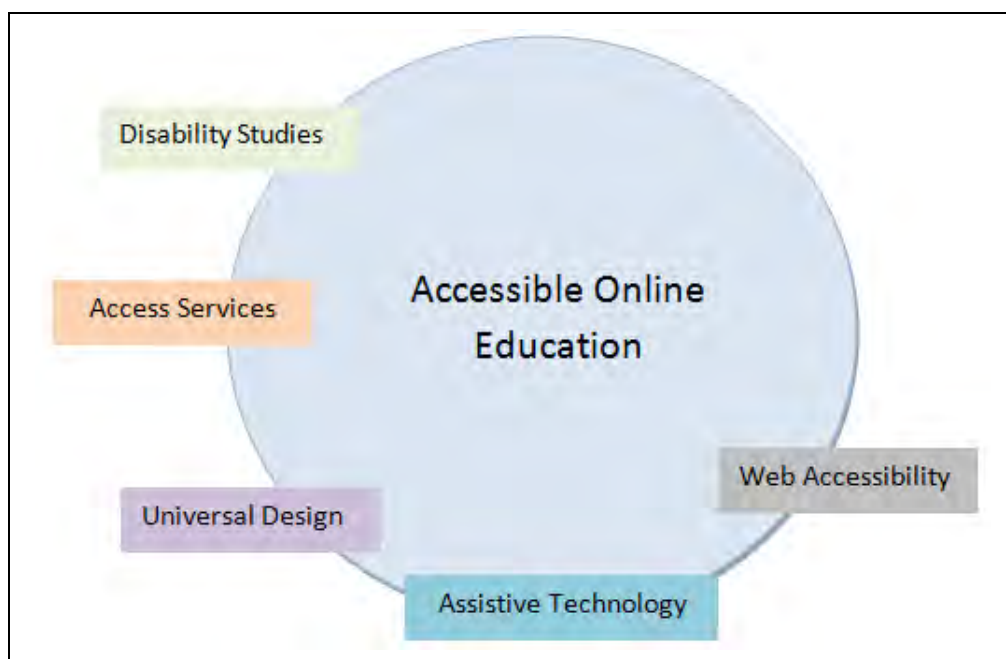 Disability Studies
Access Services
Accessible Online
Education
Web Accessibility
Universal Design
Assistive Technology